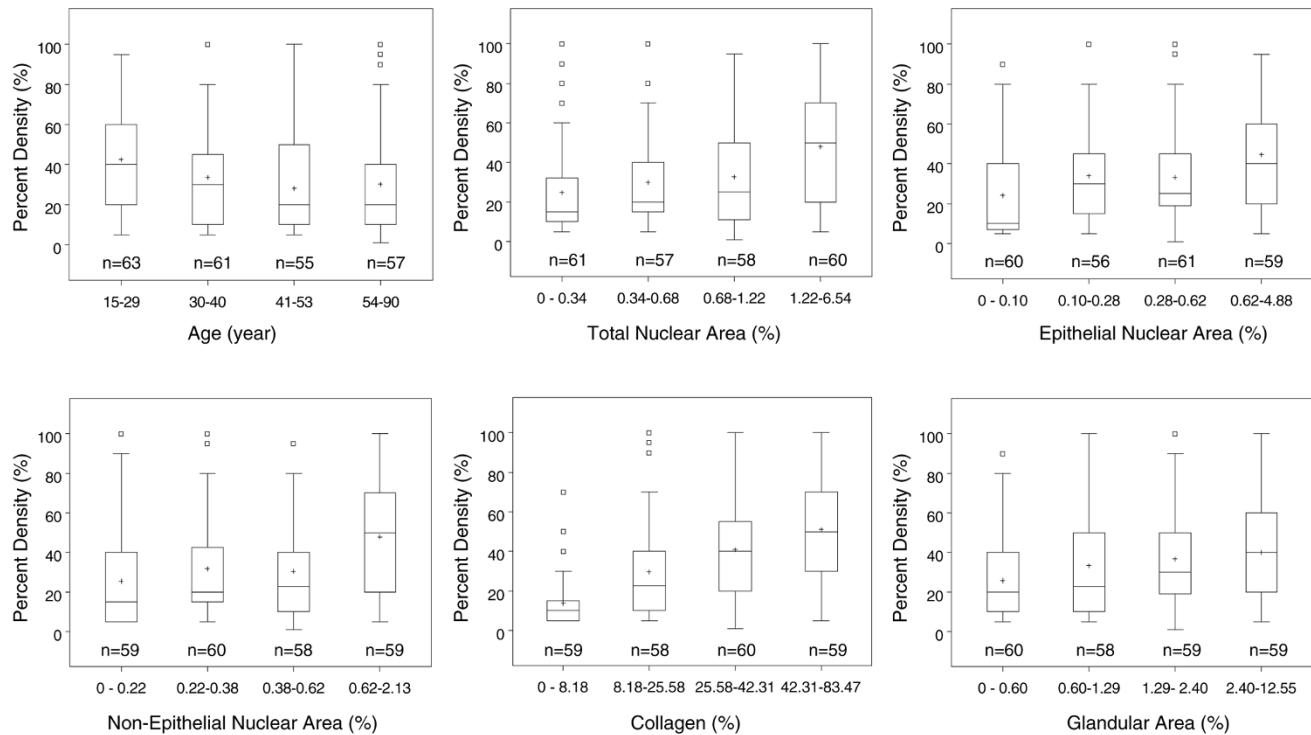 Percent Density (%)
100
80
60
40
20
0
n=63 n=61 n=55 n=57
15-29 30-40 41-53 54-90
Age (year)
Percent Density (%)
100
80
60
40
20
0
n=61 n=57 n=58 n=60
0 - 0.34 0.34-0.68 0.68-1.22 1.22-6.54
Total Nuclear Area (%)
Percent Density (%)
100
80
60
40
20
0
n=60 n=56 n=61 n=59
0 - 0.10 0.10-0.28 0.28-0.62 0.62-4.88
Epithelial Nuclear Area (%)
Percent Density (%)
100
80
60
40
20
0
n=59 n=60 n=58 n=59
0 - 0.22 0.22-0.38 0.38-0.62 0.62-2.13
Non-Epithelial Nuclear Area (%)
Percent Density (%)
100
80
60
40
20
0
n=59 n=58 n=60 n=59
0 - 8.18 8.18-25.58 25.58-42.31 42.31-83.47
Collagen (%)
Percent Density (%)
100
80
60
40
20
0
n=60 n=58 n=59 n=59
0 - 0.60 0.60-1.29 1.29- 2.40 2.40-12.55
Glandular Area (%)